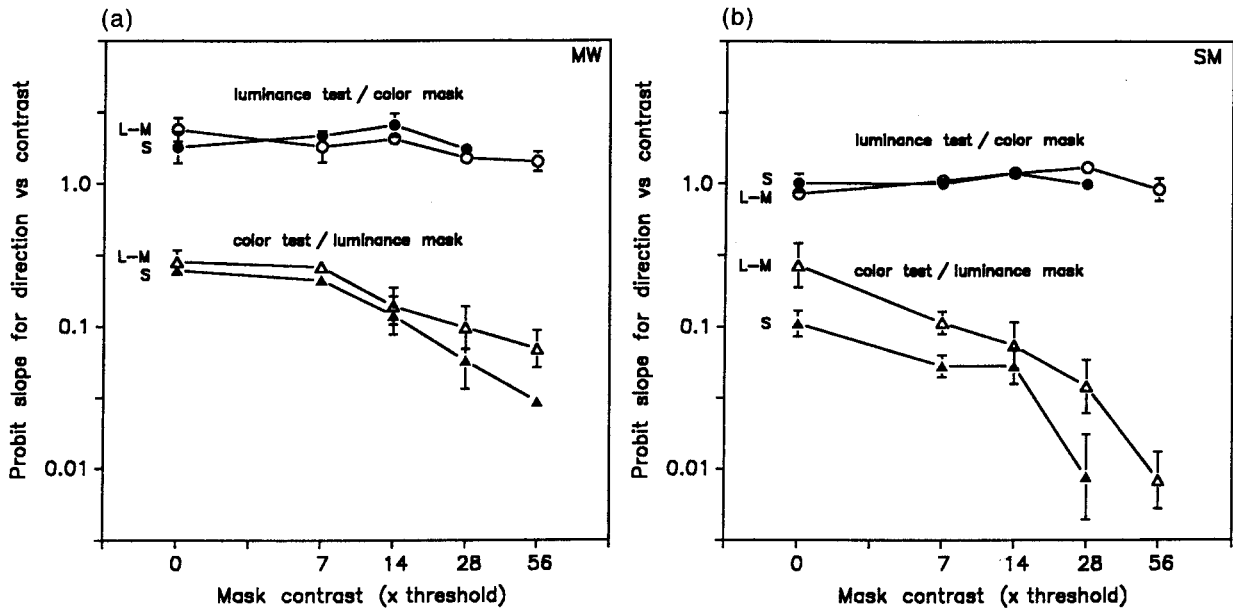 (a)
MW
luminance test / color mask
L-M
S
1.0
color test / luminance mask
L-M
S
0.1
0.01
Probit slope for direction vs contrast
0 7 14 28 56
Mask contrast (x threshold)
(b)
SM
luminance test / color mask
S
L-M
1.0
color test / luminance mask
L-M
S
0.1
0.01
Probit slope for direction vs contrast
0 7 14 28 56
Mask contrast (x threshold)